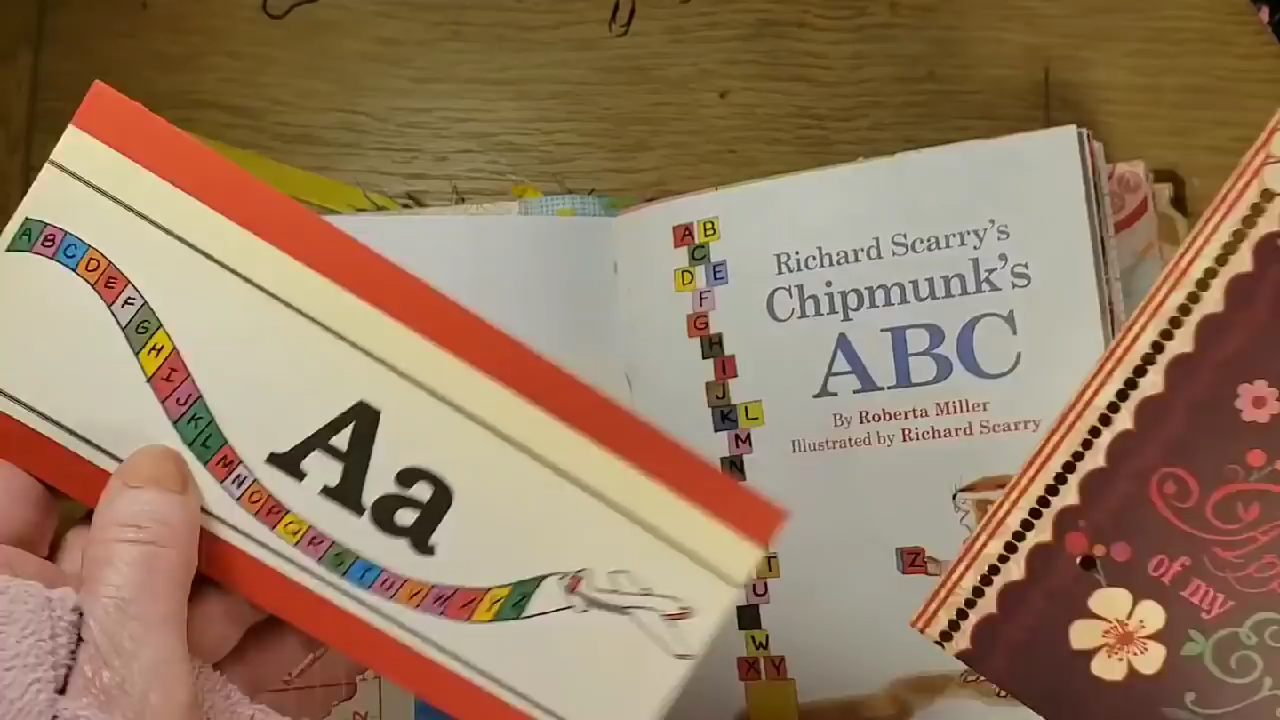 A B C D E F G H I J K L M N O P Q R S T U V W X Y Z
Aa
A B
C
D E
F
G
H
I
J
K L
M
N
T
U
W
X Y
Richard Scarry's
Chipmunk's
ABC
By Roberta Miller
Illustrated by Richard Scarry
Z
of my